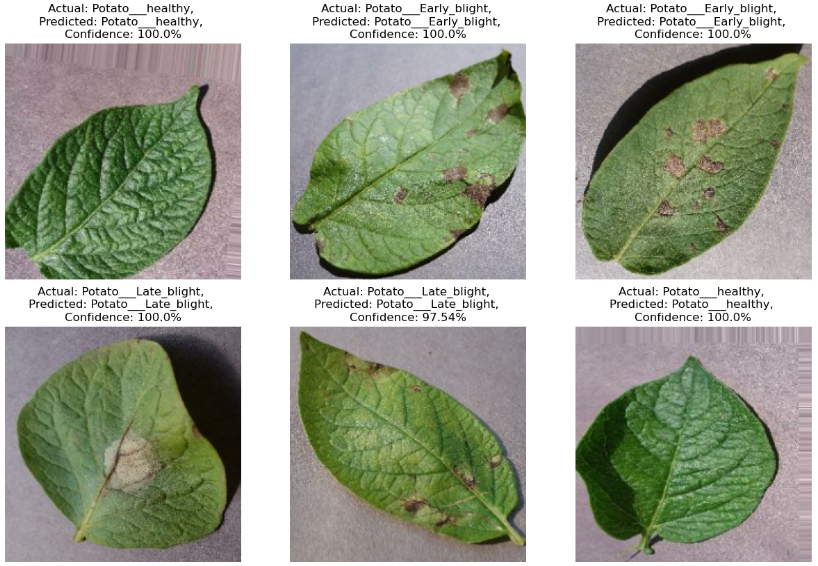 Actual: Potato___healthy,
Predicted: Potato___healthy,
Confidence: 100.0%
Actual: Potato___Early_blight,
Predicted: Potato___Early_blight,
Confidence: 100.0%
Actual: Potato___Early_blight,
Predicted: Potato___Early_blight,
Confidence: 100.0%
Actual: Potato___Late_blight,
Predicted: Potato___Late_blight,
Confidence: 100.0%
Actual: Potato___Late_blight,
Predicted: Potato___Late_blight,
Confidence: 97.54%
Actual: Potato___healthy,
Predicted: Potato___healthy,
Confidence: 100.0%